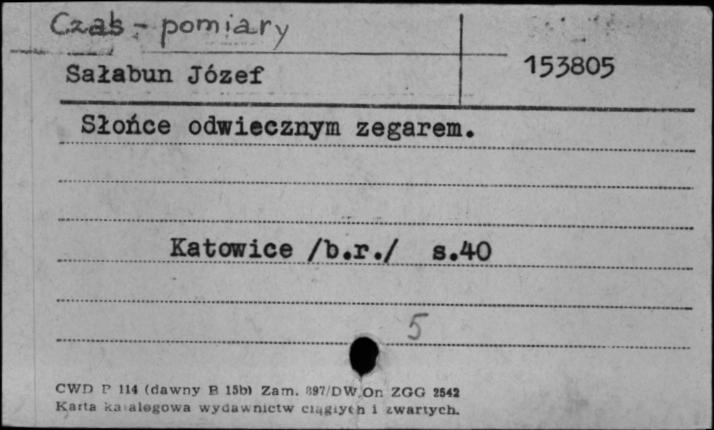 Czas - pomiary
153805
Sałabun Józef
Słońce odwiecznym zegarem.
Katowice /b.r./ s.40
5
CWD P 114 (dawny B 15b) Zam. 897/DW.On ZGG 2542
Karta katalogowa wydawnictw ciągłych i zwartych.